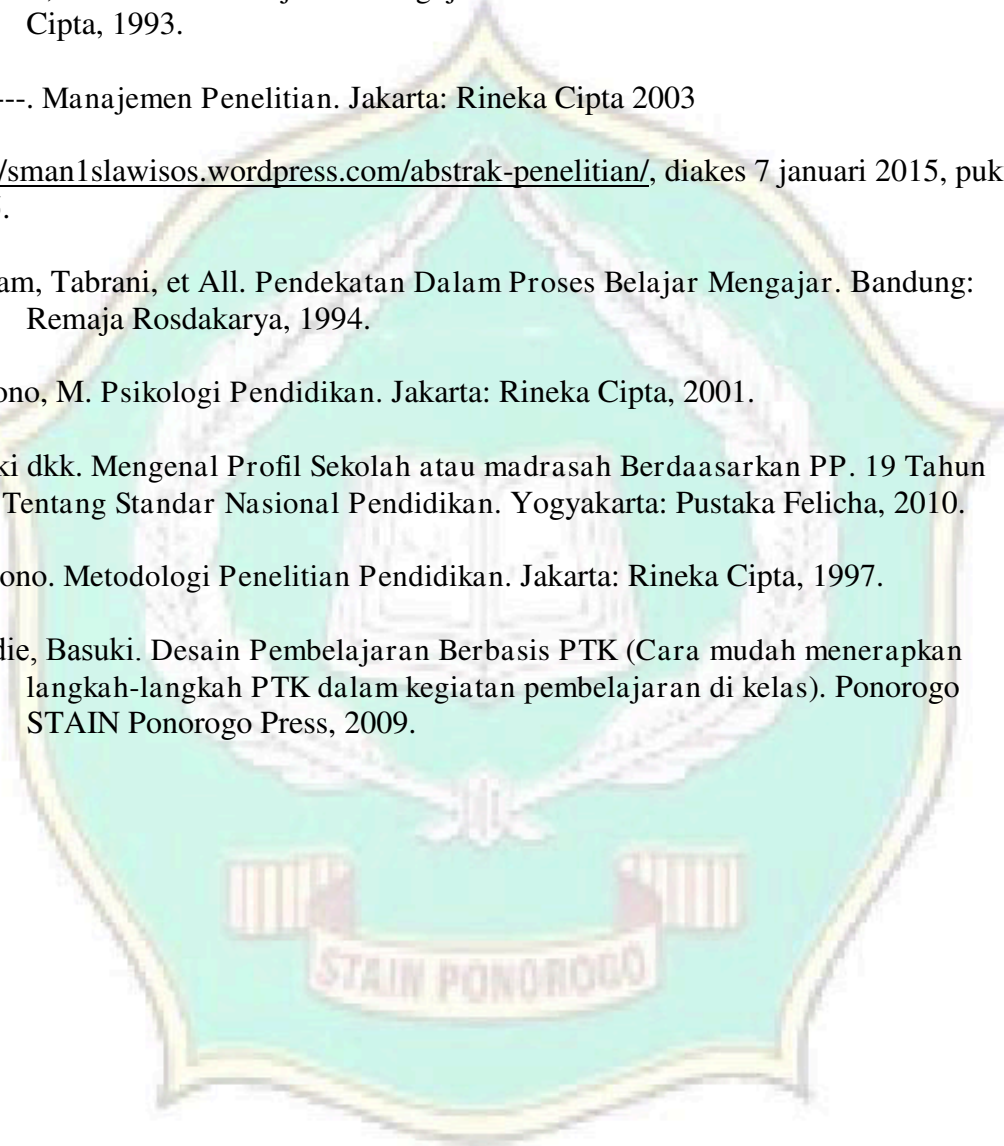 Cipta, 1993.
---. Manajemen Penelitian. Jakarta: Rineka Cipta 2003
/sman1slawisos.wordpress.com/abstrak-penelitian/, diakes 7 januari 2015, puk
am, Tabrani, et All. Pendekatan Dalam Proses Belajar Mengajar. Bandung:
Remaja Rosdakarya, 1994.
ono, M. Psikologi Pendidikan. Jakarta: Rineka Cipta, 2001.
ki dkk. Mengenal Profil Sekolah atau madrasah Berdaasarkan PP. 19 Tahun
Tentang Standar Nasional Pendidikan. Yogyakarta: Pustaka Felicha, 2010.
ono. Metodologi Penelitian Pendidikan. Jakarta: Rineka Cipta, 1997.
die, Basuki. Desain Pembelajaran Berbasis PTK (Cara mudah menerapkan
langkah-langkah PTK dalam kegiatan pembelajaran di kelas). Ponorogo
STAIN Ponorogo Press, 2009.
STAIN PONOROGO